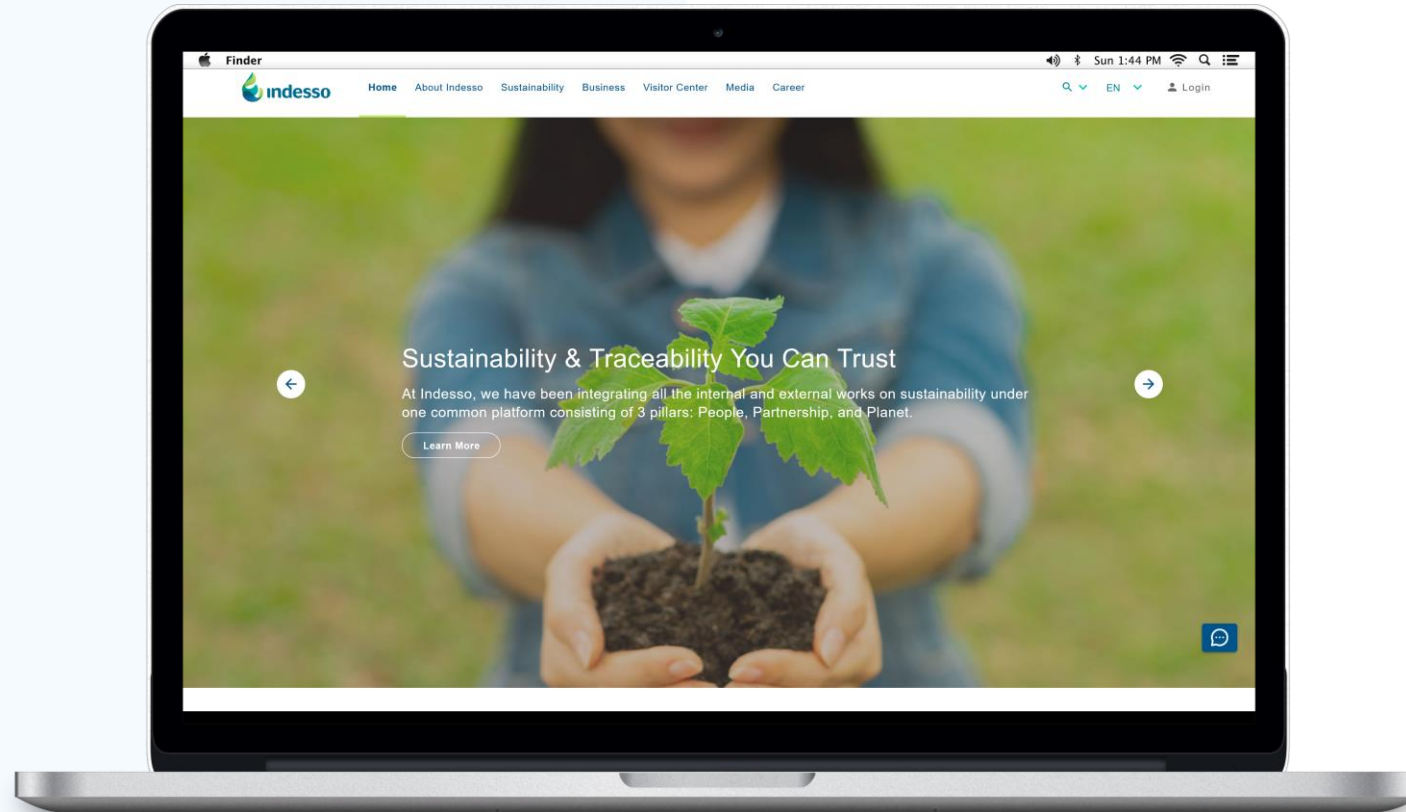 Finder
Sun 1:44 PM
indesso
Home About Indesso Sustainability Business Visitor Center Media Career
EN
Login
Sustainability & Traceability You Can Trust
At Indesso, we have been integrating all the internal and external works on sustainability under
one common platform consisting of 3 pillars: People, Partnership, and Planet.
Learn More